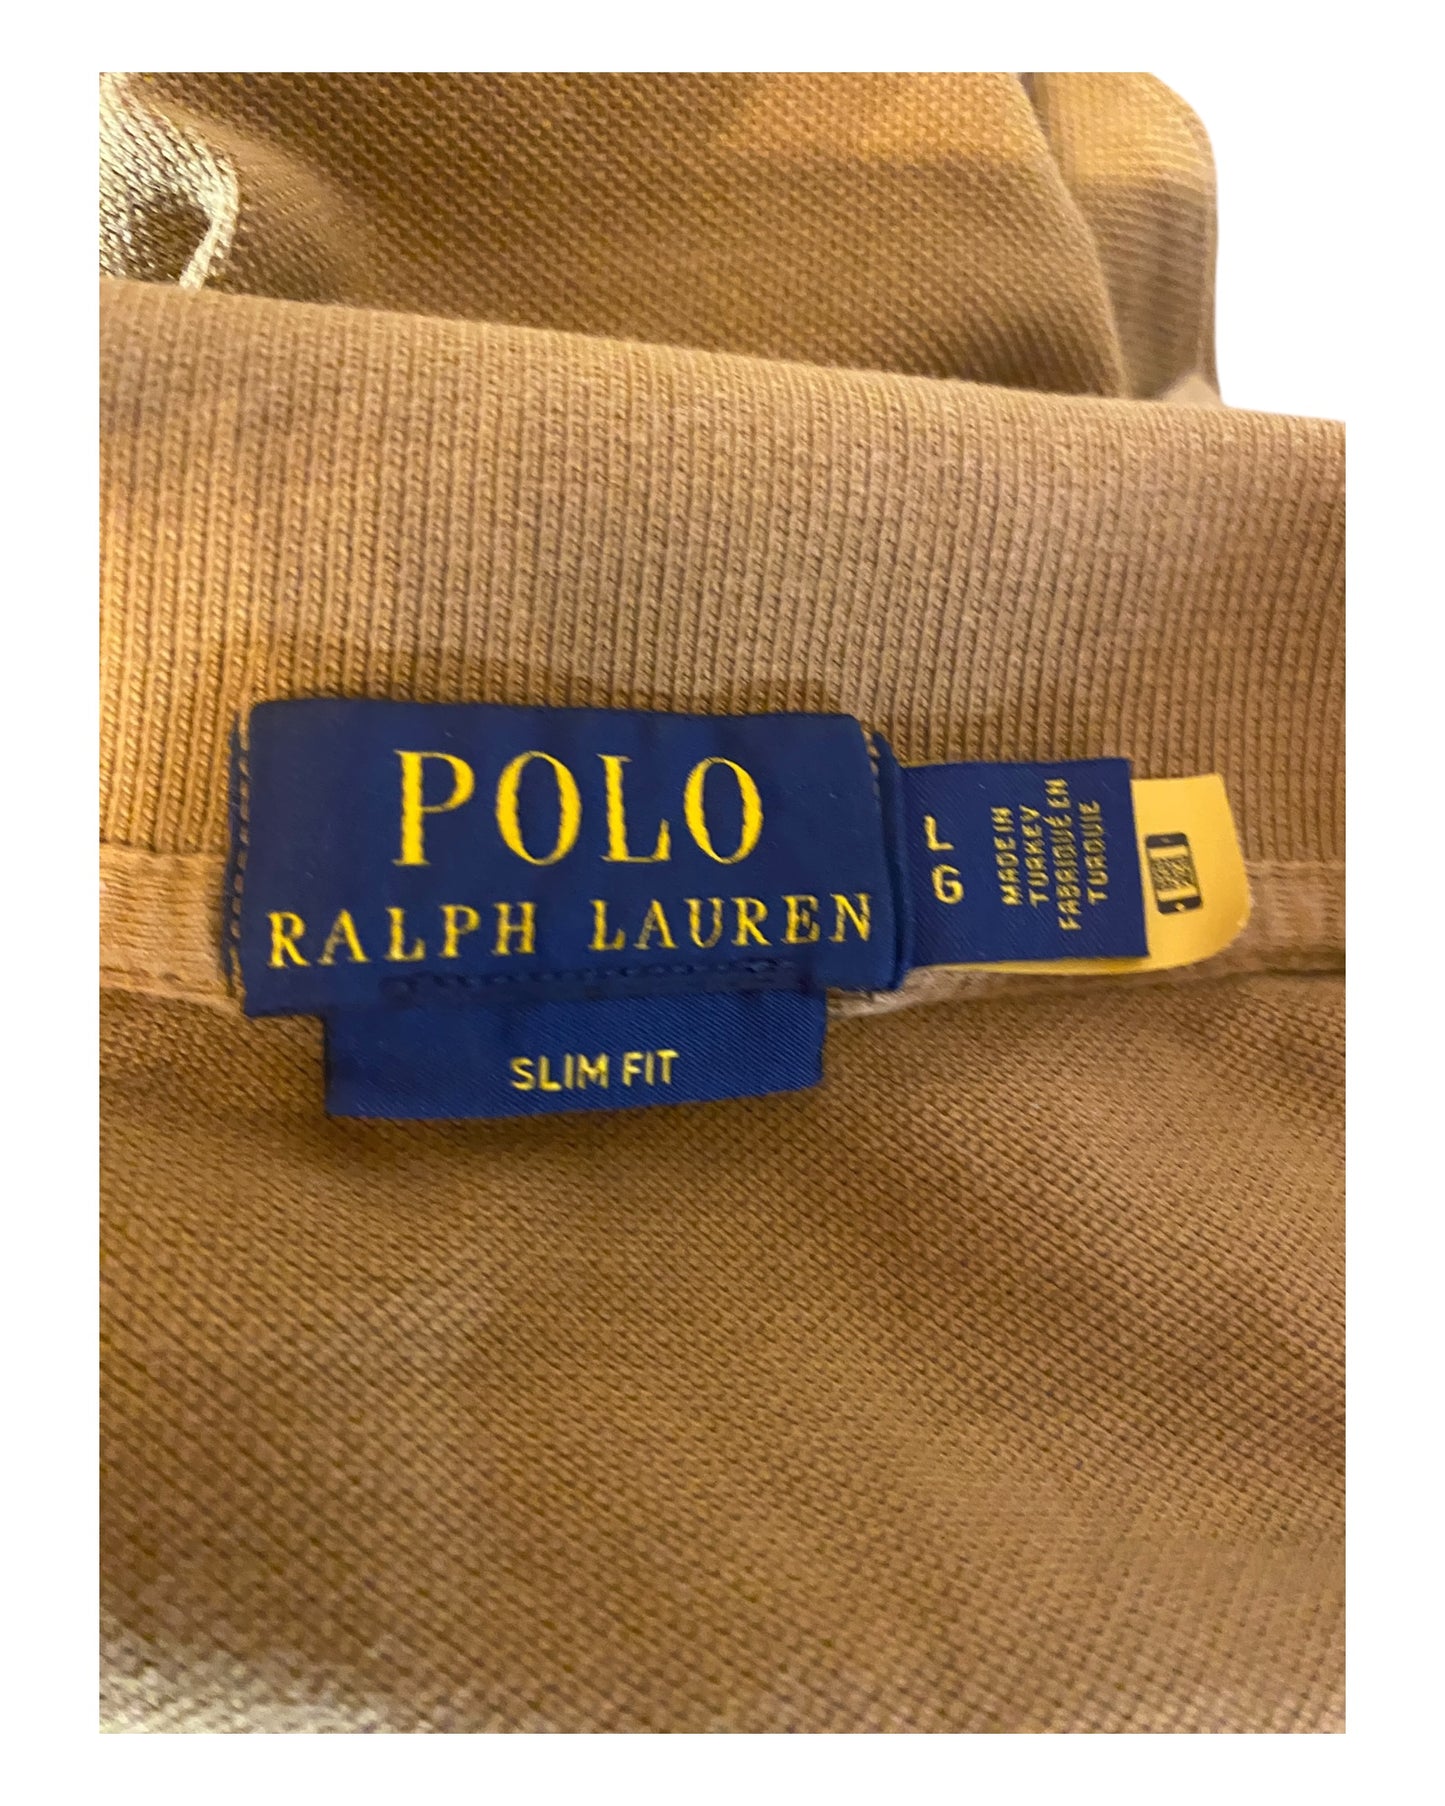 POLO
RALPH LAUREN
SLIM FIT
L
G
MADE IN
TURKEY
FABRIQUÉ EN
TURQUIE